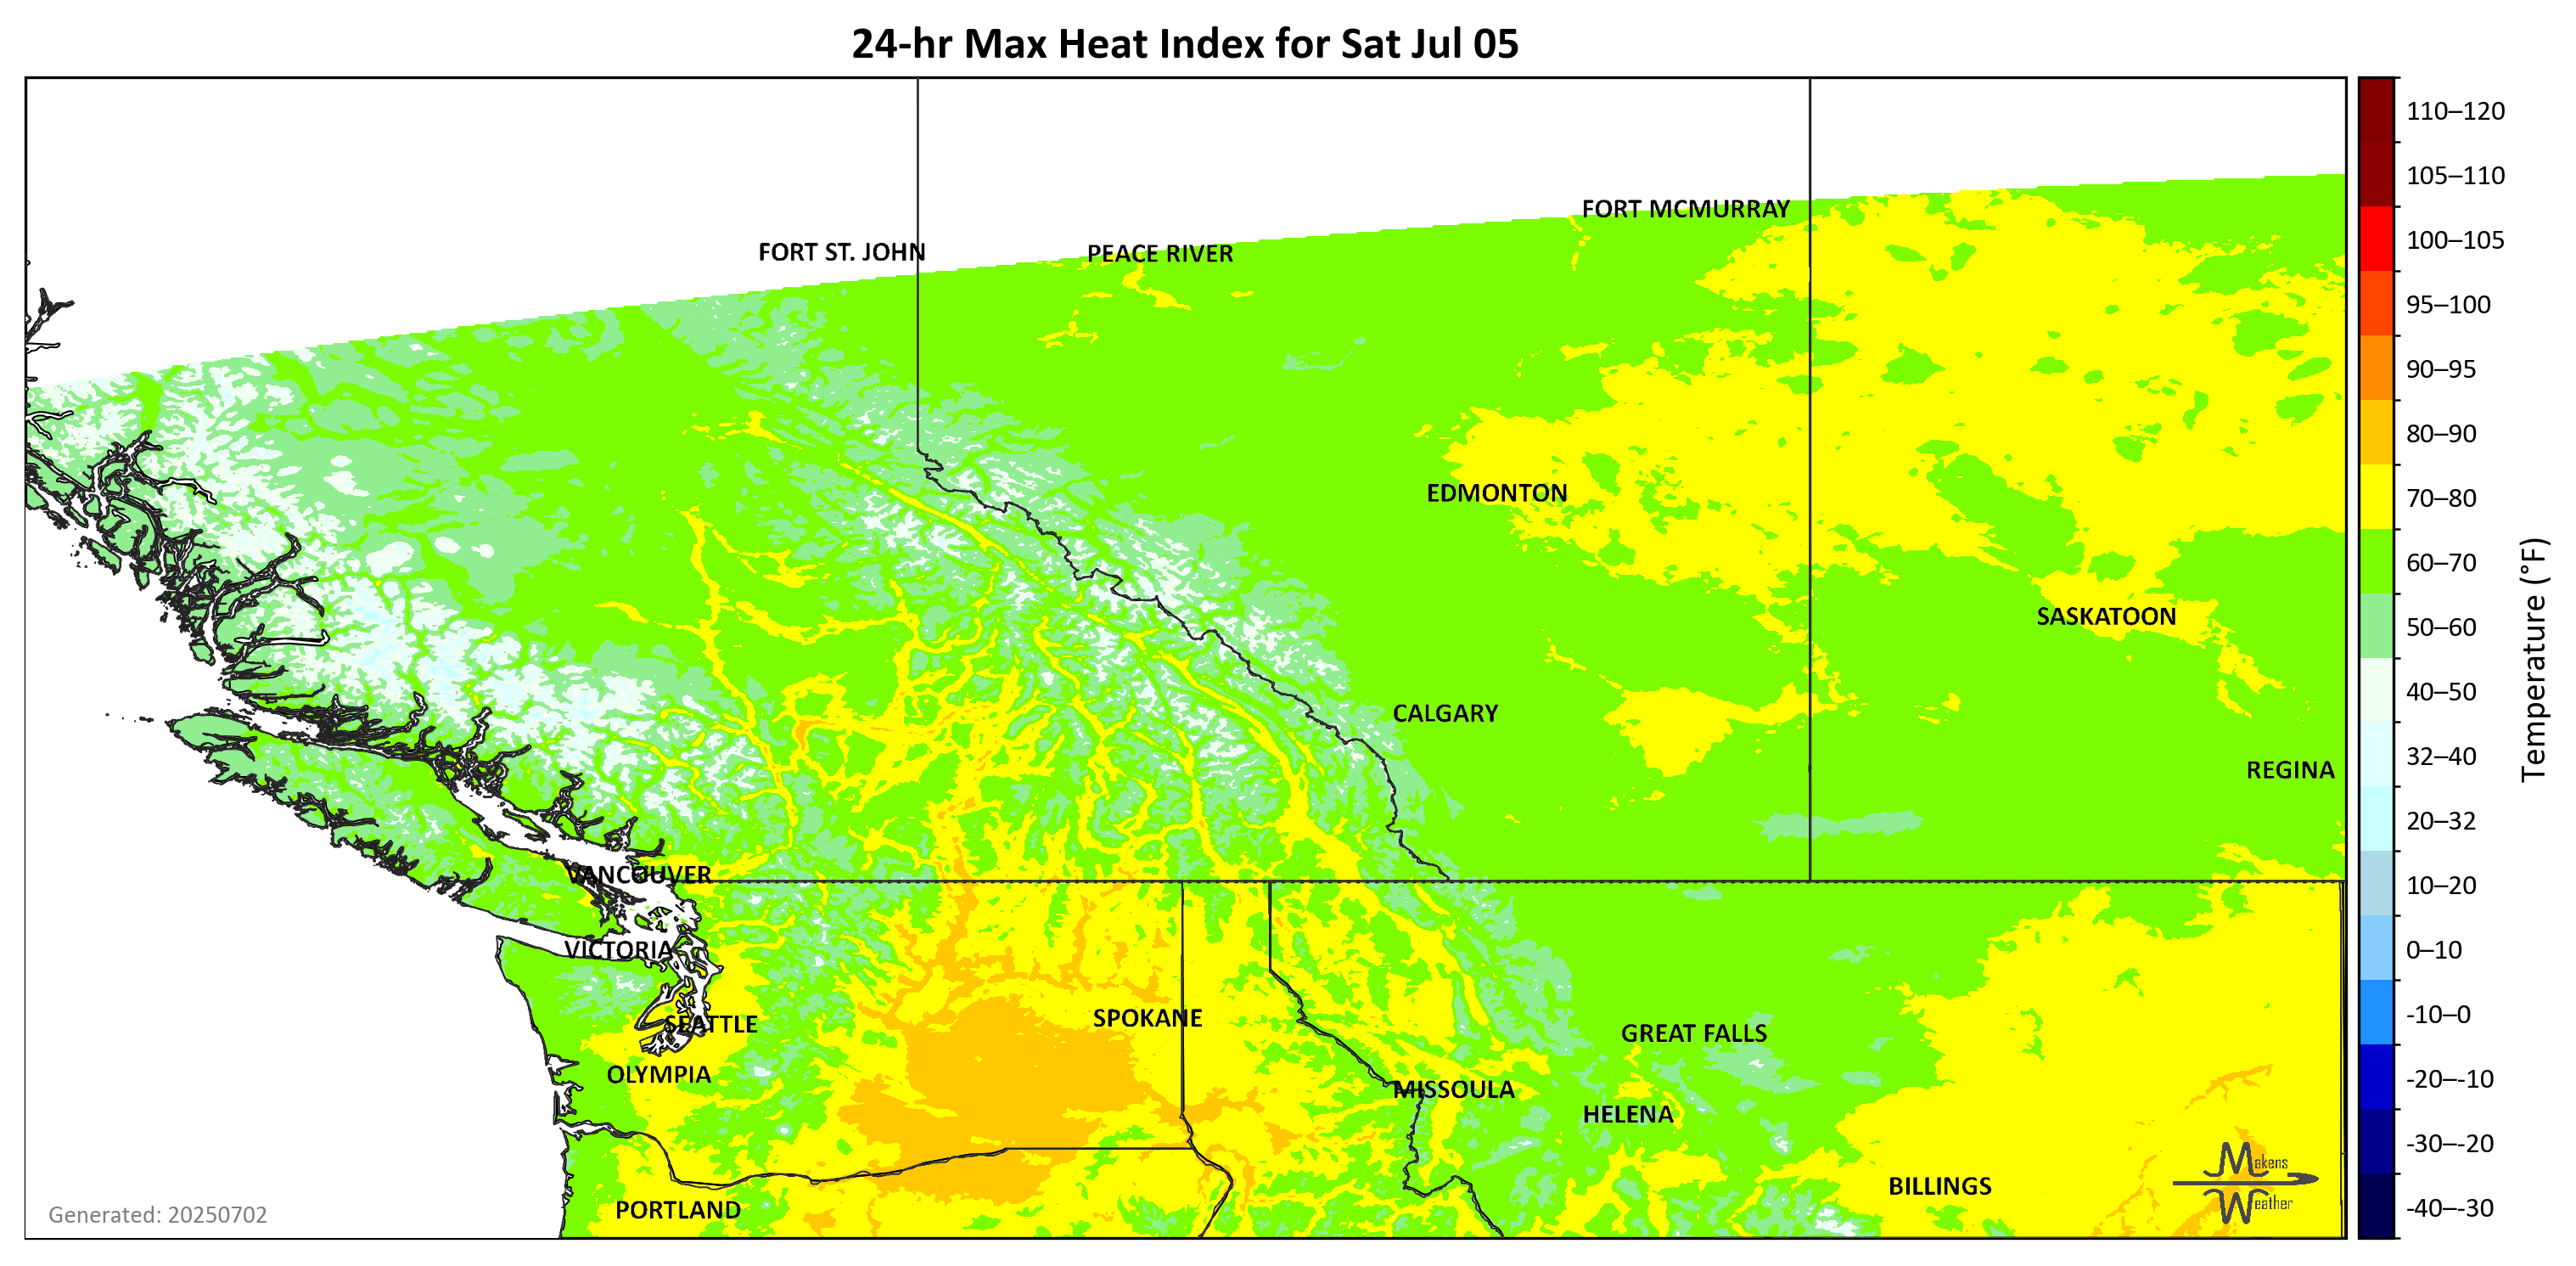 24-hr Max Heat Index for Sat Jul 05
110–120
105–110
FORT MCMURRAY
100–105
FORT ST. JOHN
PEACE RIVER
95–100
90–95
80–90
EDMONTON
70–80
60–70
SASKATOON
50–60
Temperature (°F)
40–50
CALGARY
32–40
REGINA
20–32
VANCOUVER
10–20
VICTORIA
0–10
SEATTLE
SPOKANE
GREAT FALLS
-10–0
OLYMPIA
MISSOULA
-20–-10
HELENA
-30–-20
Makens
Weather
BILLINGS
PORTLAND
-40–-30
Generated: 20250702